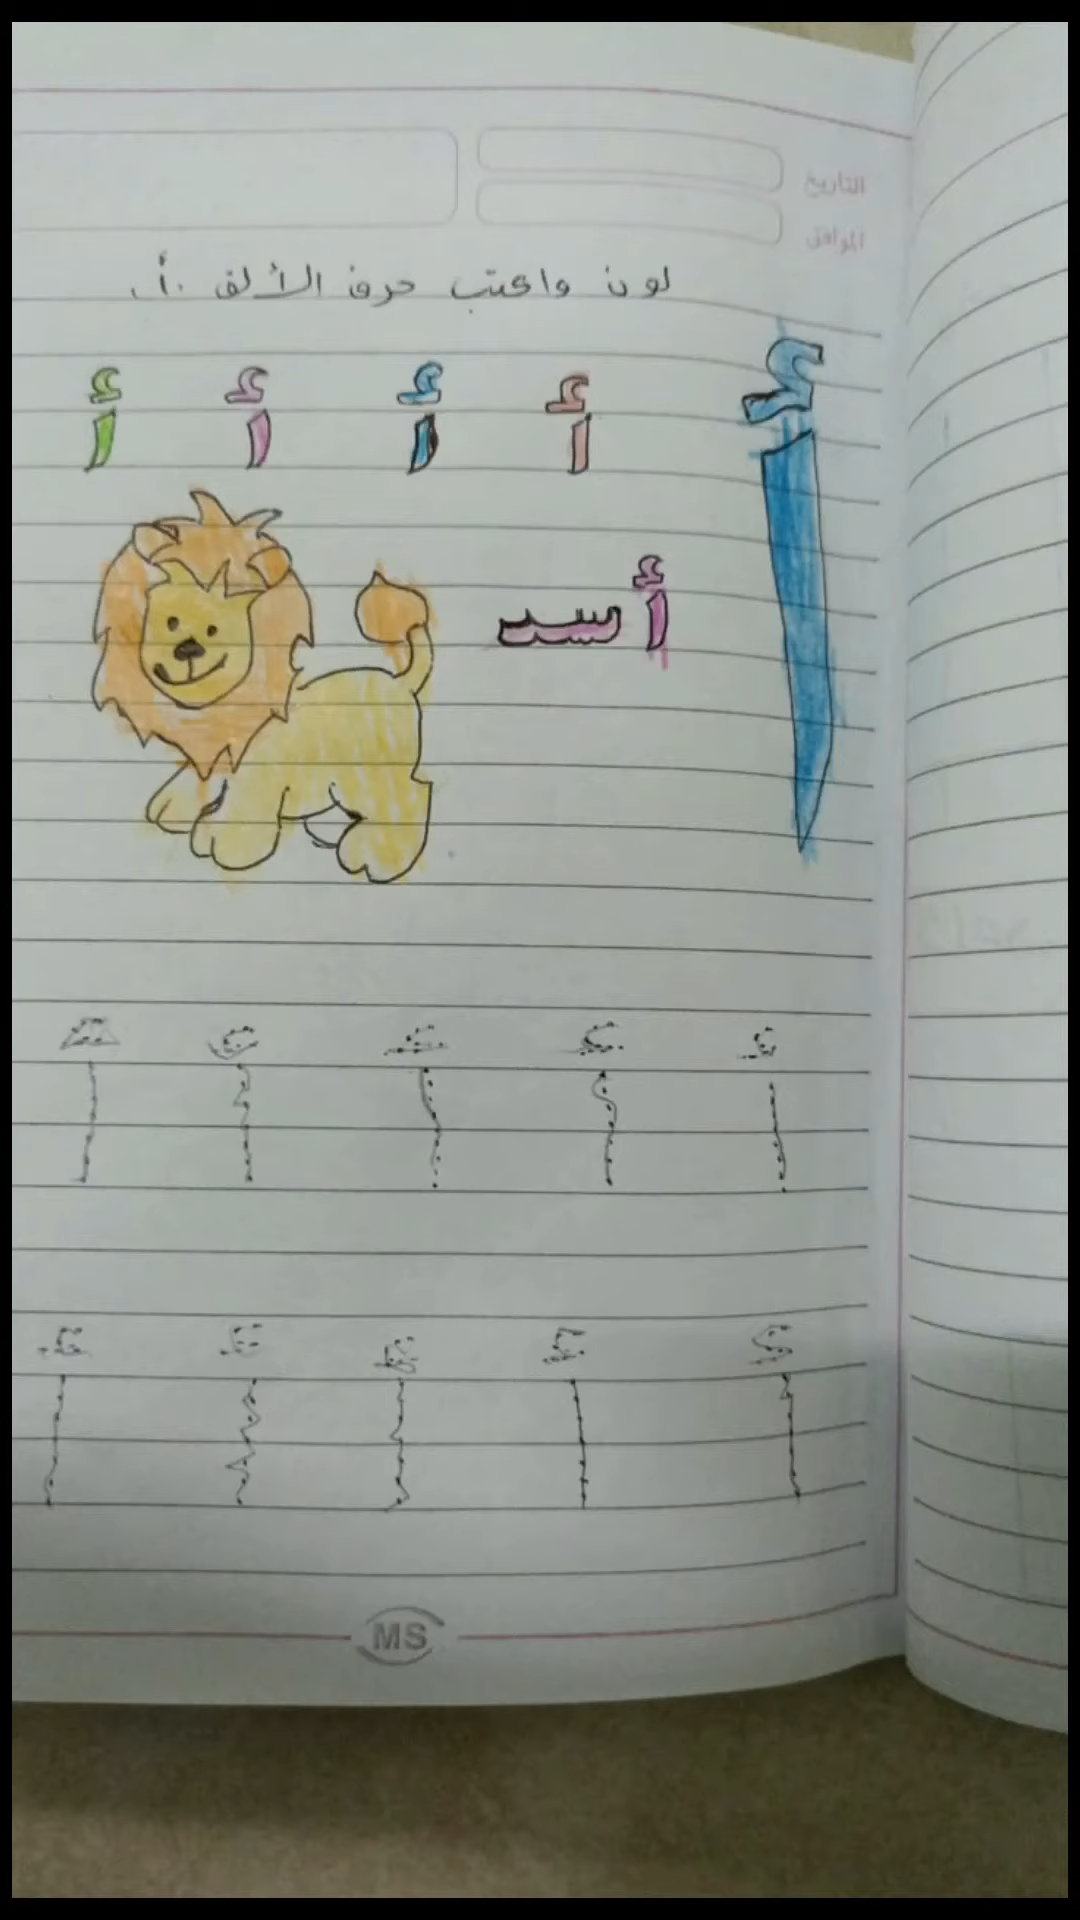 التاريخ
الموافق
لون واكتب حرف الألف .أ.
أ أ أ أ أ
أسد
أ أ أ أ أ
أ أ أ أ أ
MS